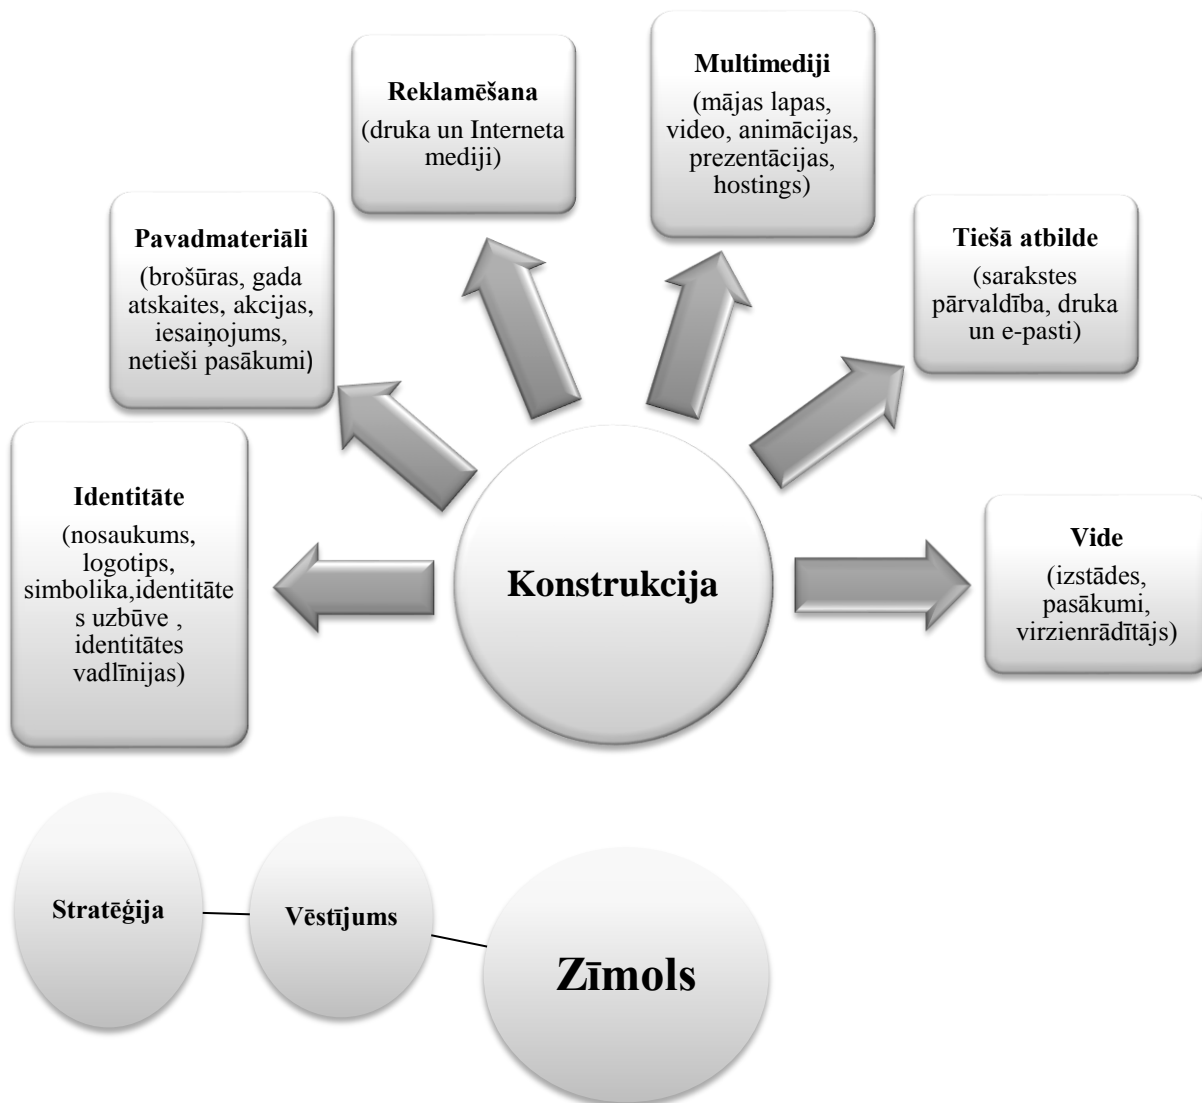 Multimediji
(mājas lapas,
video, animācijas,
prezentācijas,
hostings)
Reklamēšana
(druka un Interneta
mediji)
Pavadmateriāli
(brošūras, gada
atskaites, akcijas,
iesaiņojums,
netieši pasākumi)
Tiešā atbilde
(sarakstes
pārvaldība, druka
un e-pasti)
Identitāte
(nosaukums,
logotips,
simbolika,identitāte
s uzbūve ,
identitātes
vadlīnijas)
Konstrukcija
Vide
(izstādes,
pasākumi,
virzienrādītājs)
Stratēģija
Vēstījums
Zīmols